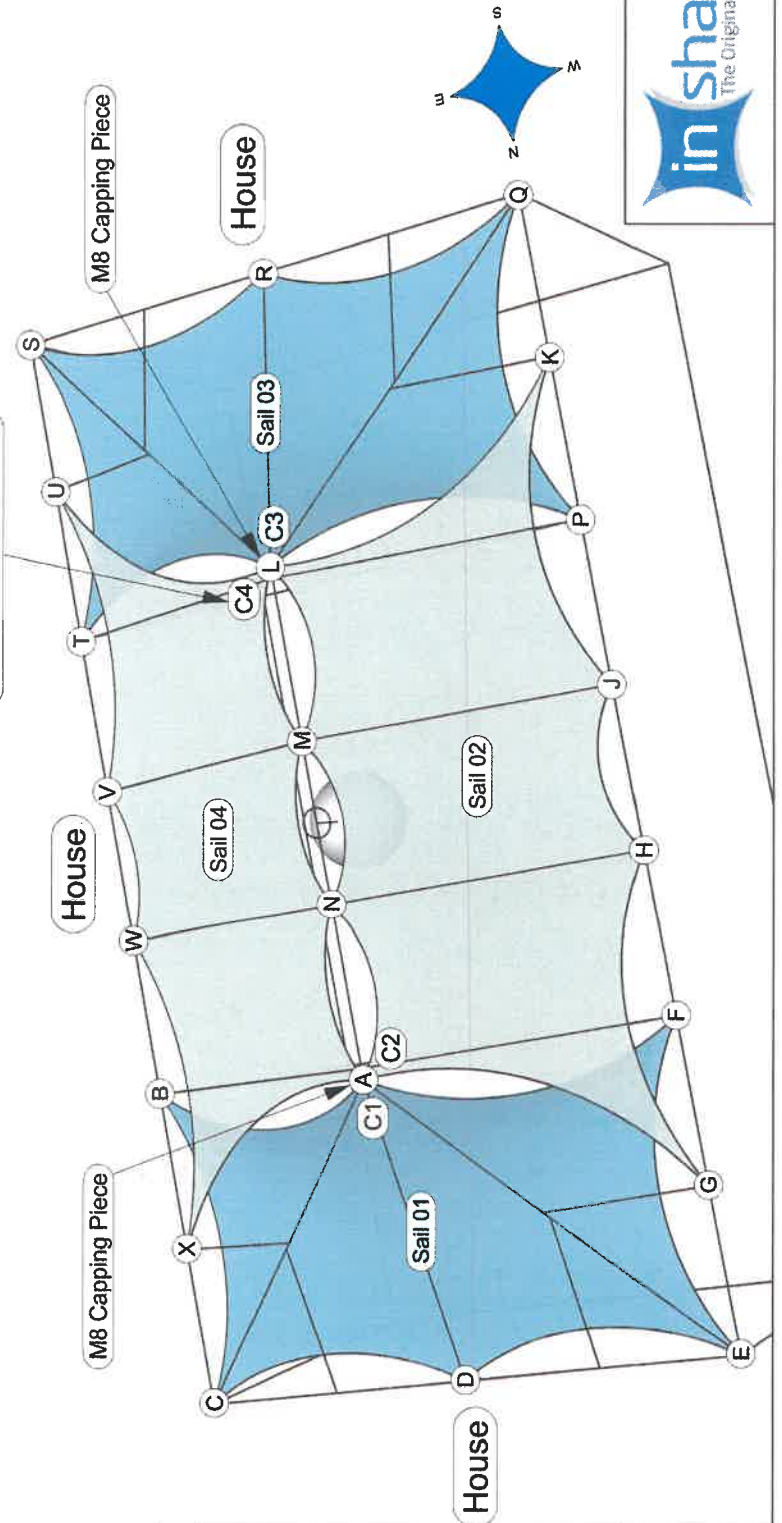 S
E
W
N
M8 Capping Piece
House
in sha
The Origina
S
R
Q
U
Sail 03
K
C3
L
C4
T
P
V
M
J
House
Sail 04
Sail 02
W
N
H
B
C2
A
F
C1
M8 Capping Piece
X
Sail 01
G
C
D
E
House